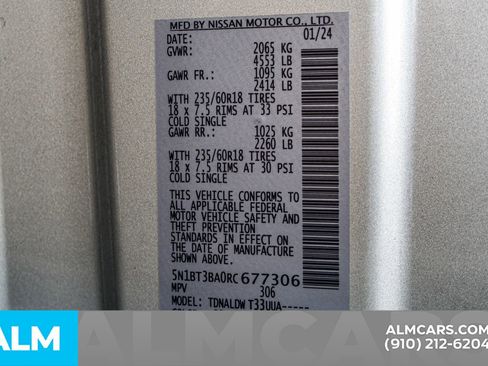 MFD BY NISSAN MOTOR CO., LTD.
DATE: 01/24
GVWR: 2065 KG
4553 LB
GAWR FR.: 1095 KG
2414 LB
WITH 235/60R18 TIRES
18 x 7.5 RIMS AT 33 PSI
COLD SINGLE
GAWR RR.: 1025 KG
2260 LB
WITH 235/60R18 TIRES
18 x 7.5 RIMS AT 30 PSI
COLD SINGLE
THIS VEHICLE CONFORMS TO
ALL APPLICABLE FEDERAL
MOTOR VEHICLE SAFETY AND
THEFT PREVENTION
STANDARDS IN EFFECT ON
THE DATE OF MANUFACTURE
SHOWN ABOVE.
5N1BT3BA0RC677306
MPV 306
MODEL: TDNALDWT33UUA-----
ALM
ALMCARS.COM
(910) 212-6204